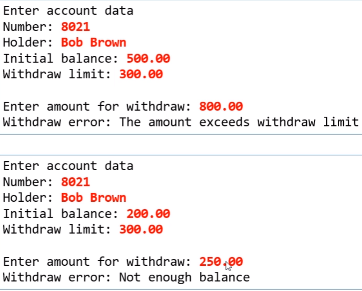 Enter account data
Number: 8021
Holder: Bob Brown
Initial balance: 500.00
Withdraw limit: 300.00
Enter amount for withdraw: 800.00
Withdraw error: The amount exceeds withdraw limit
Enter account data
Number: 8021
Holder: Bob Brown
Initial balance: 200.00
Withdraw limit: 300.00
Enter amount for withdraw: 250.00
Withdraw error: Not enough balance